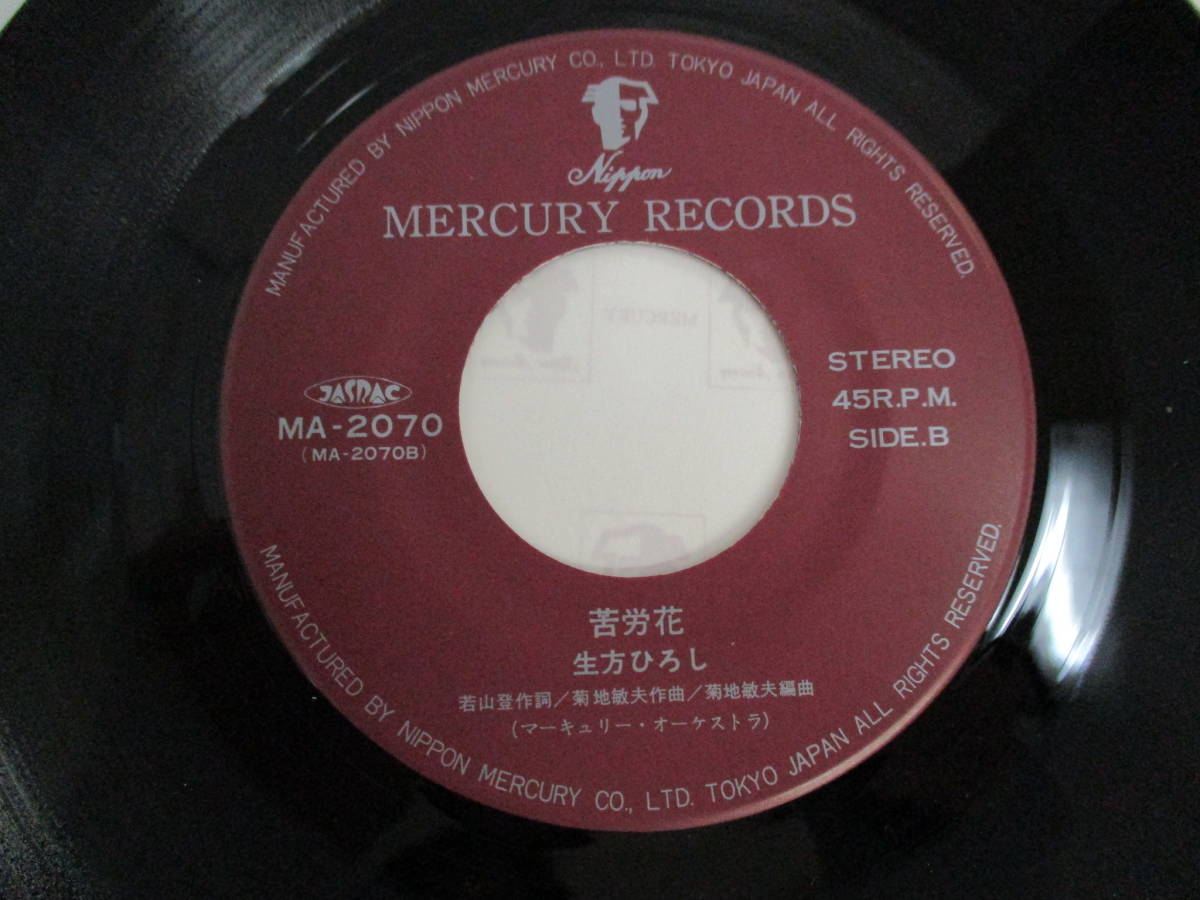 MANUFACTURED BY NIPPON MERCURY CO., LTD. TOKYO JAPAN ALL RIGHTS RESERVED.
Nippon
MERCURY RECORDS
JASRAC
MA-2070
(MA-2070B)
STEREO
45R.P.M.
SIDE.B
MERCURY
苦労花
生方ひろし
若山登作詞/菊地敏夫作曲/菊地敏夫編曲
(マーキュリー・オーケストラ)
MANUFACTURED BY NIPPON MERCURY CO., LTD. TOKYO JAPAN ALL RIGHTS RESERVED.